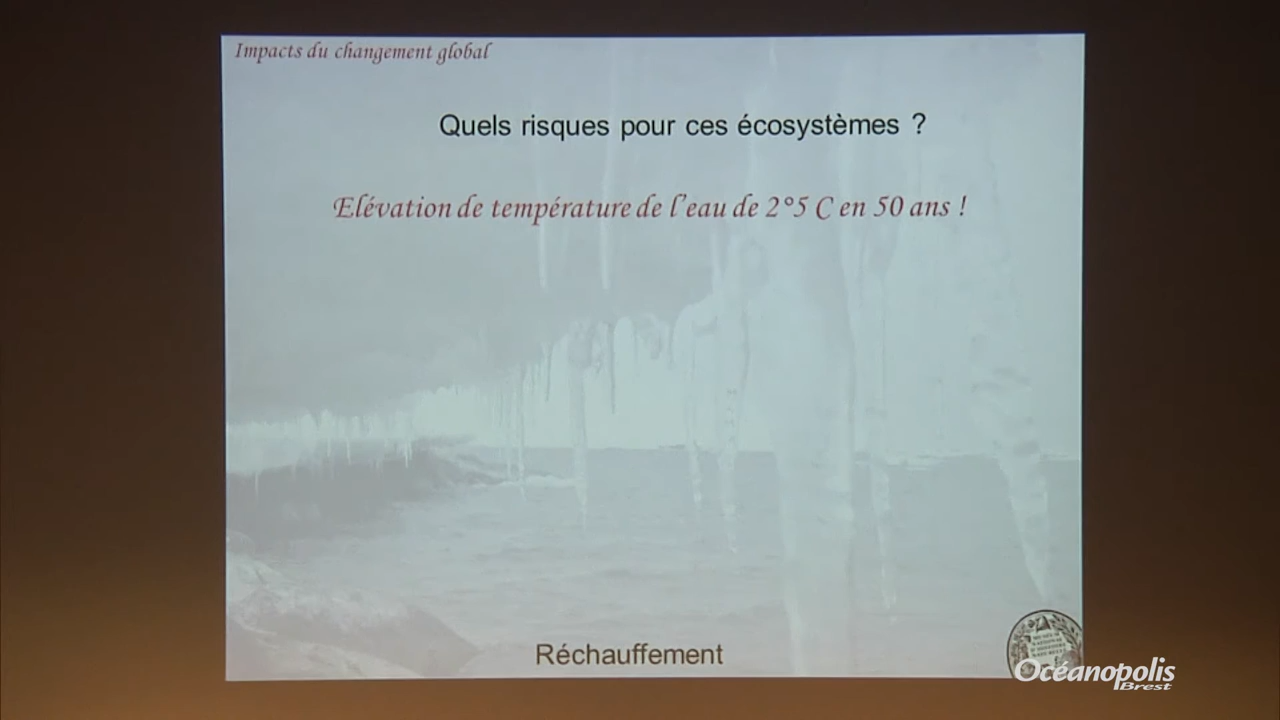 Impacts du changement global
Quels risques pour ces écosystèmes ?
Elévation de température de l'eau de 2°5 C en 50 ans !
Réchauffement
Océanopolis
Brest